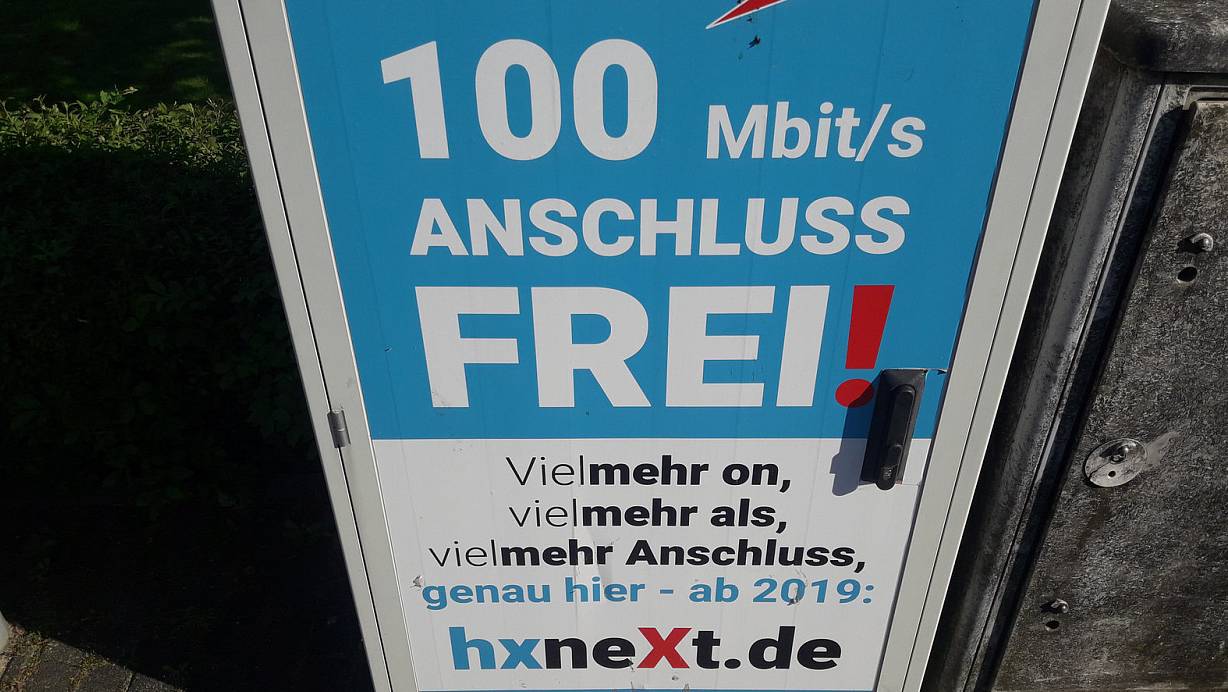 100 Mbit/s
ANSCHLUSS
FREI!
Vielmehr on,
vielmehr als,
vielmehr Anschluss,
genau hier - ab 2019:
hxneXt.de